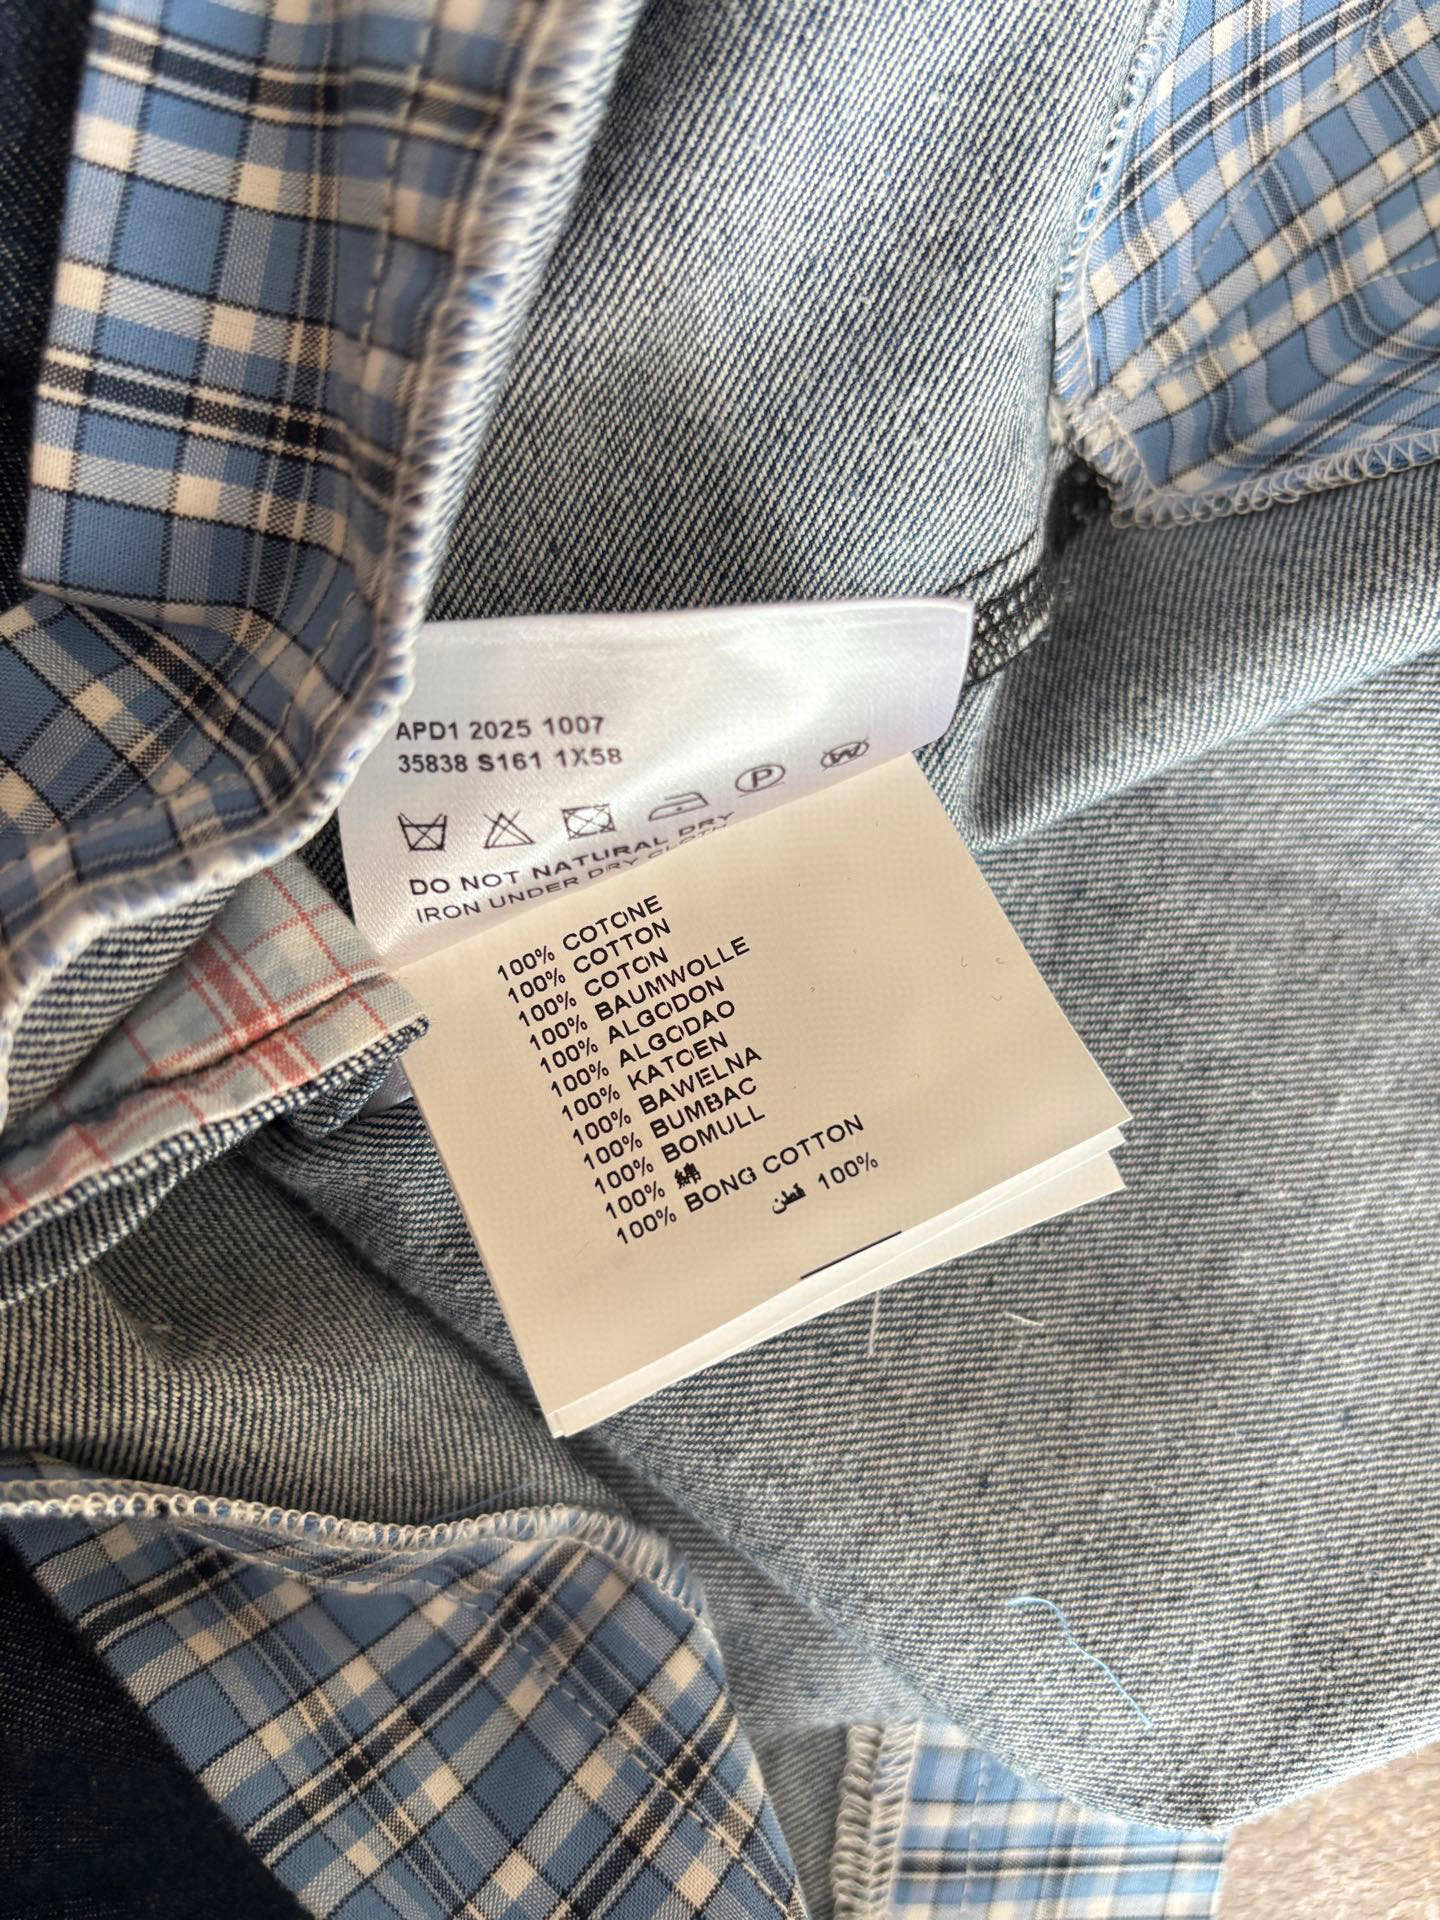 APD1 2025 1007
35838 S161 1X58
P
W
DO NOT NATURAL DRY
IRON UNDER DRY CLOTH
100% COTONE
100% COTTON
100% COTON
100% BAUMWOLLE
100% ALGODON
100% ALGODAO
100% KATOEN
100% BAWELNA
100% BUMBAC
100% BOMULL
100% 綿
100% BONG COTTON
قطن 100%